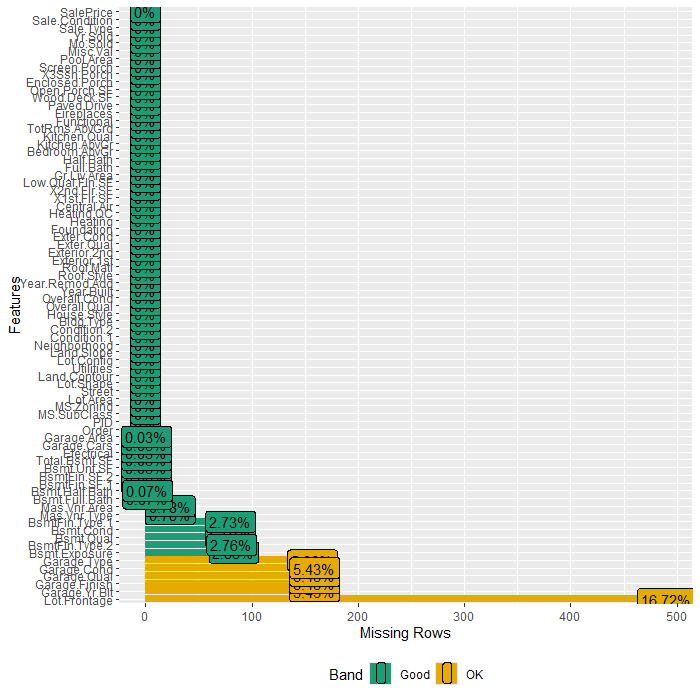 SalePrice
Sale.Condition
Sale.Type
Yr.Sold
Mo.Sold
Misc.Val
Pool.Area
Screen.Porch
X3Ssn.Porch
Enclosed.Porch
Open.Porch.SF
Wood.Deck.SF
Paved.Drive
Fireplaces
Functional
TotRms.AbvGrd
Kitchen.Qual
Kitchen.AbvGr
Bedroom.AbvGr
Half.Bath
Full.Bath
Gr.Liv.Area
Low.Qual.Fin.SF
X2nd.Flr.SF
X1st.Flr.SF
Central.Air
Heating.QC
Heating
Foundation
Exter.Cond
Exter.Qual
Exterior.2nd
Exterior.1st
Roof.Matl
Roof.Style
Year.Remod.Add
Year.Built
Overall.Cond
Overall.Qual
House.Style
Bldg.Type
Condition.2
Condition.1
Neighborhood
Land.Slope
Lot.Config
Utilities
Land.Contour
Lot.Shape
Street
Lot.Area
MS.Zoning
MS.SubClass
PID
Order
Garage.Area
Garage.Cars
Electrical
Total.Bsmt.SF
Bsmt.Unf.SF
BsmtFin.SF.2
BsmtFin.SF.1
Bsmt.Half.Bath
Bsmt.Full.Bath
Mas.Vnr.Area
Mas.Vnr.Type
BsmtFin.Type.1
Bsmt.Cond
Bsmt.Qual
BsmtFin.Type.2
Bsmt.Exposure
Garage.Type
Garage.Cond
Garage.Qual
Garage.Finish
Garage.Yr.Blt
Lot.Frontage
Features
0%
0.03%
0.07%
2.73%
2.76%
5.43%
16.72%
0 100 200 300 400 500
Missing Rows
Band Good OK